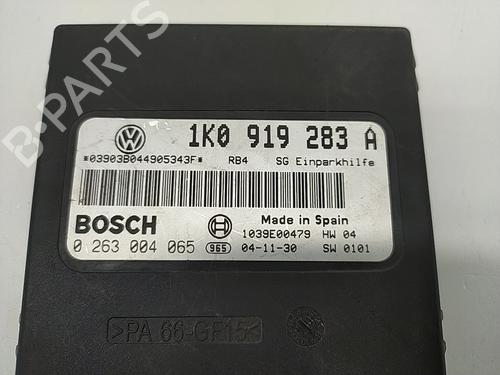 1K0 919 283 A
*03903B044905343F* RB4 SG Einparkhilfe
BOSCH
Made in Spain
1039E00479 HW 04
0 263 004 065 965 04-11-30 SW 0101
>PA 66-GF15<
B-PARTS